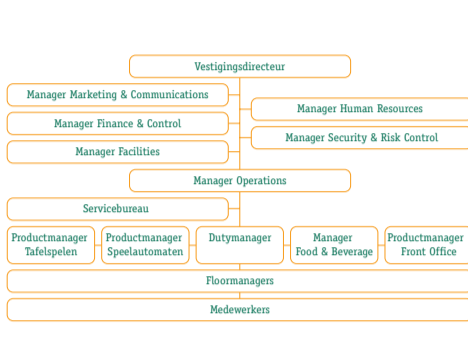 Vestigingsdirecteur
Manager Marketing & Communications
Manager Human Resources
Manager Finance & Control
Manager Security & Risk Control
Manager Facilities
Manager Operations
Servicebureau
Productmanager
Tafelspelen
Productmanager
Speelautomaten
Dutymanager
Manager
Food & Beverage
Productmanager
Front Office
Floormanagers
Medewerkers